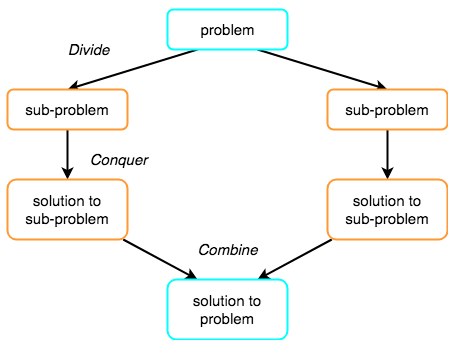 problem
Divide
sub-problem
sub-problem
Conquer
solution to
sub-problem
solution to
sub-problem
Combine
solution to
problem